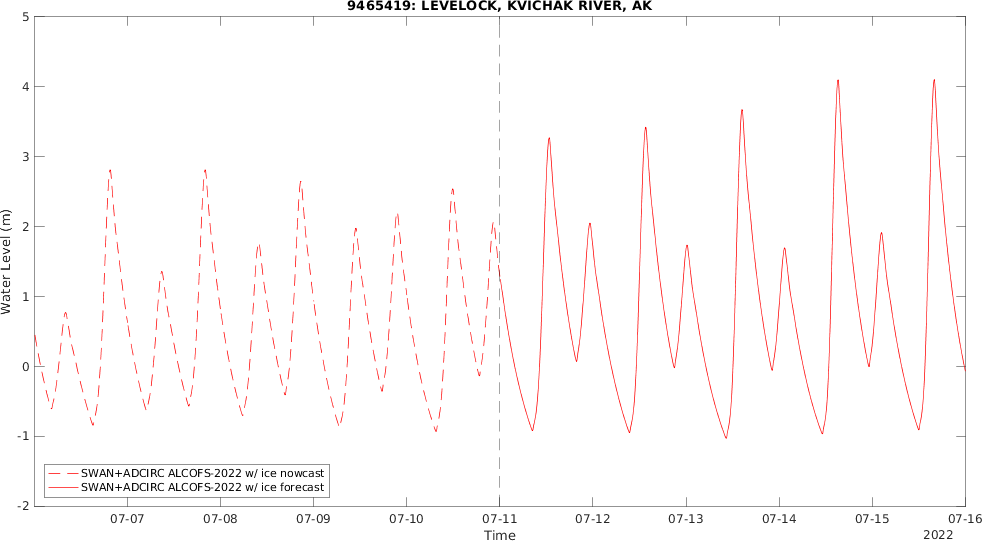 9465419: LEVELOCK, KVICHAK RIVER, AK
5
4
3
2
1
0
-1
-2
Water Level (m)
SWAN+ADCIRC ALCOFS-2022 w/ ice nowcast
SWAN+ADCIRC ALCOFS-2022 w/ ice forecast
07-07 07-08 07-09 07-10 07-11 07-12 07-13 07-14 07-15 07-16
Time
2022